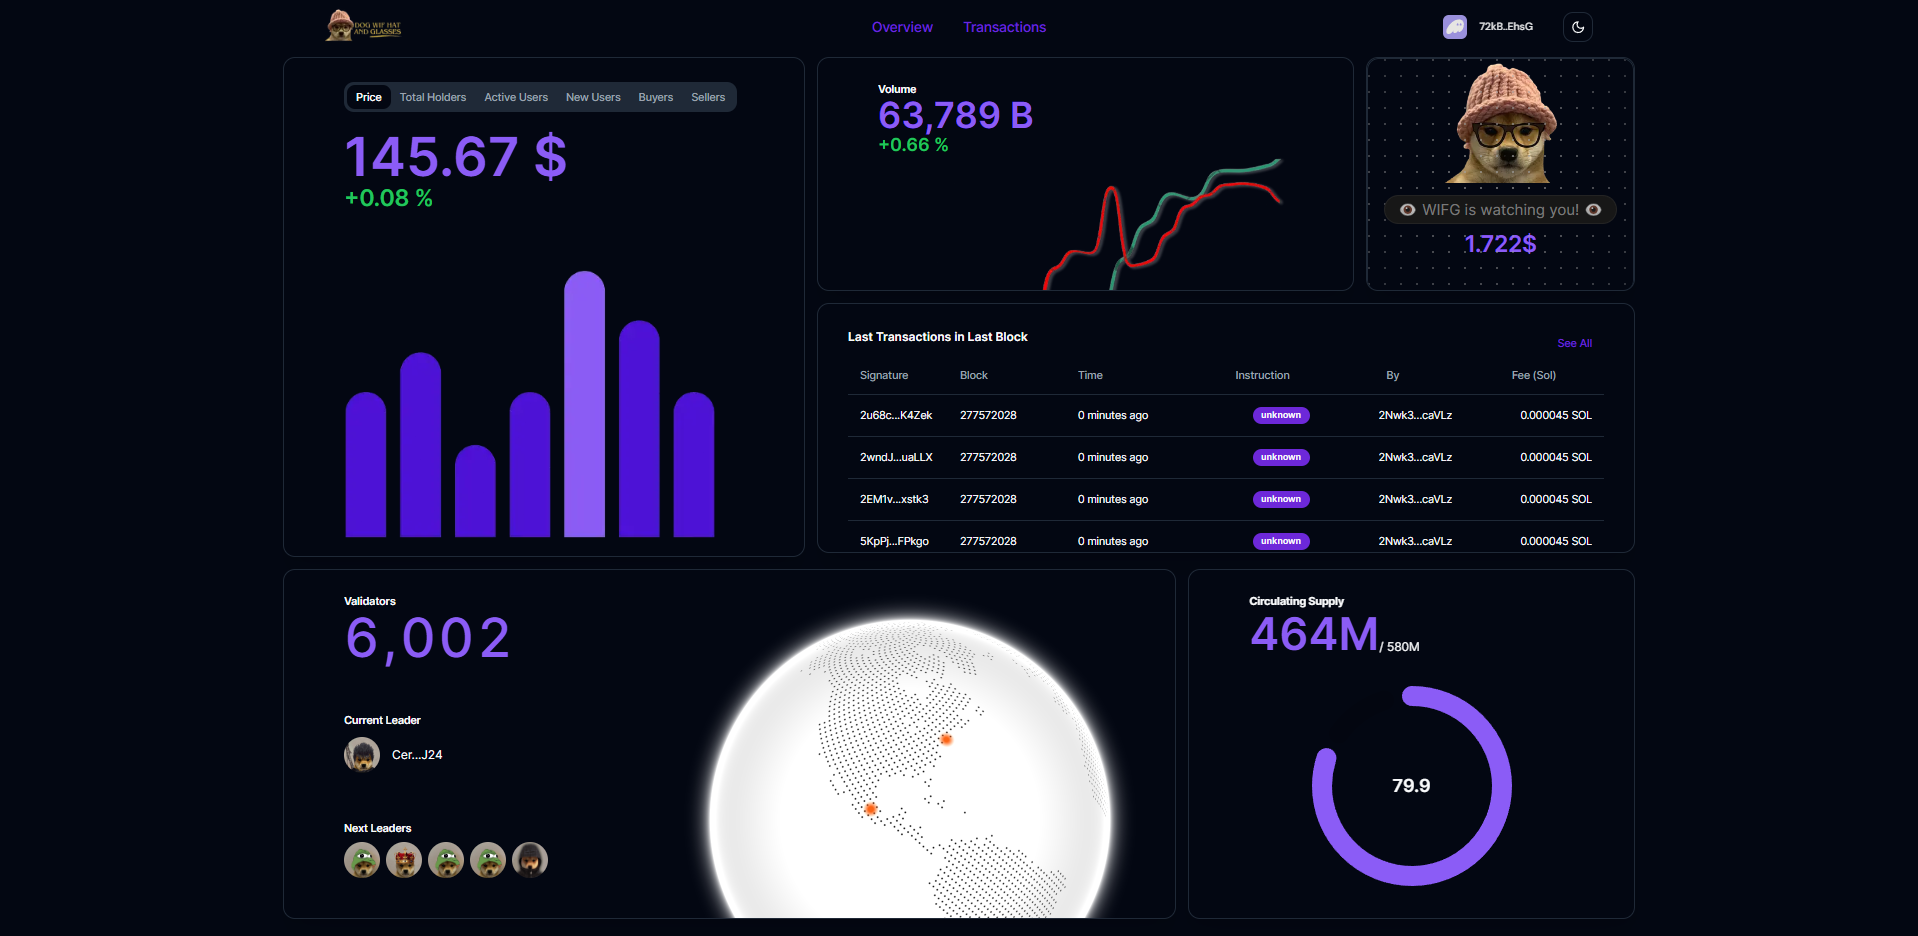 DOG WIF HAT
AND GLASSES
Overview
Transactions
72kB..EhsG
Price
Total Holders
Active Users
New Users
Buyers
Sellers
145.67 $
+0.08 %
Volume
63,789 B
+0.66 %
WIFG is watching you!
1.722$
Last Transactions in Last Block
See All
Signature Block Time Instruction By Fee (Sol)
2u68c...K4Zek 277572028 0 minutes ago unknown 2Nwk3...caVLz 0.000045 SOL
2wndJ...uaLLX 277572028 0 minutes ago unknown 2Nwk3...caVLz 0.000045 SOL
2EM1v...xstk3 277572028 0 minutes ago unknown 2Nwk3...caVLz 0.000045 SOL
5KpPj...FPkgo 277572028 0 minutes ago unknown 2Nwk3...caVLz 0.000045 SOL
Validators
6,002
Current Leader
Cer...J24
Next Leaders
Circulating Supply
464M / 580M
79.9